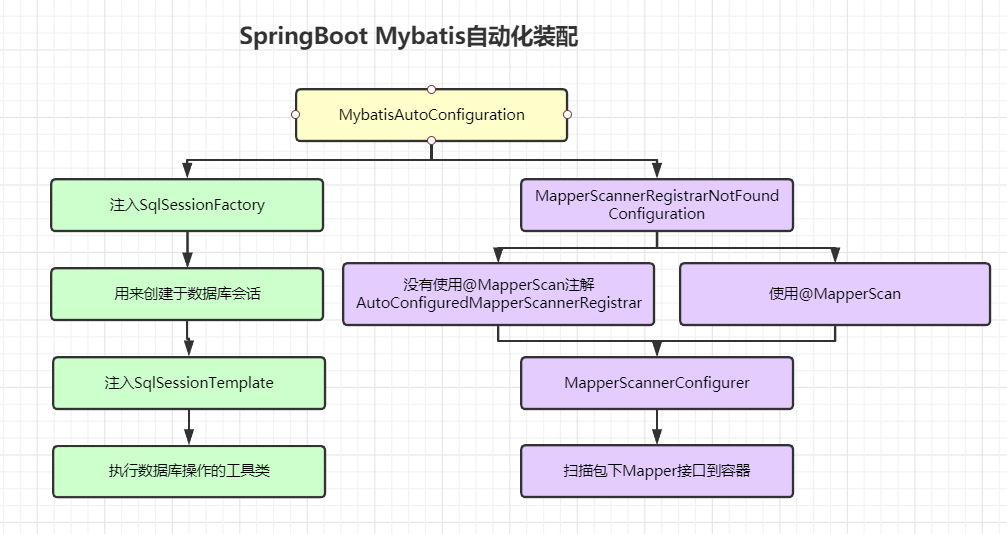 SpringBoot Mybatis自动化装配
MybatisAutoConfiguration
注入SqlSessionFactory
用来创建于数据库会话
注入SqlSessionTemplate
执行数据库操作的工具类
MapperScannerRegistrarNotFound
Configuration
没有使用@MapperScan注解
AutoConfiguredMapperScannerRegistrar
使用@MapperScan
MapperScannerConfigurer
扫描包下Mapper接口到容器